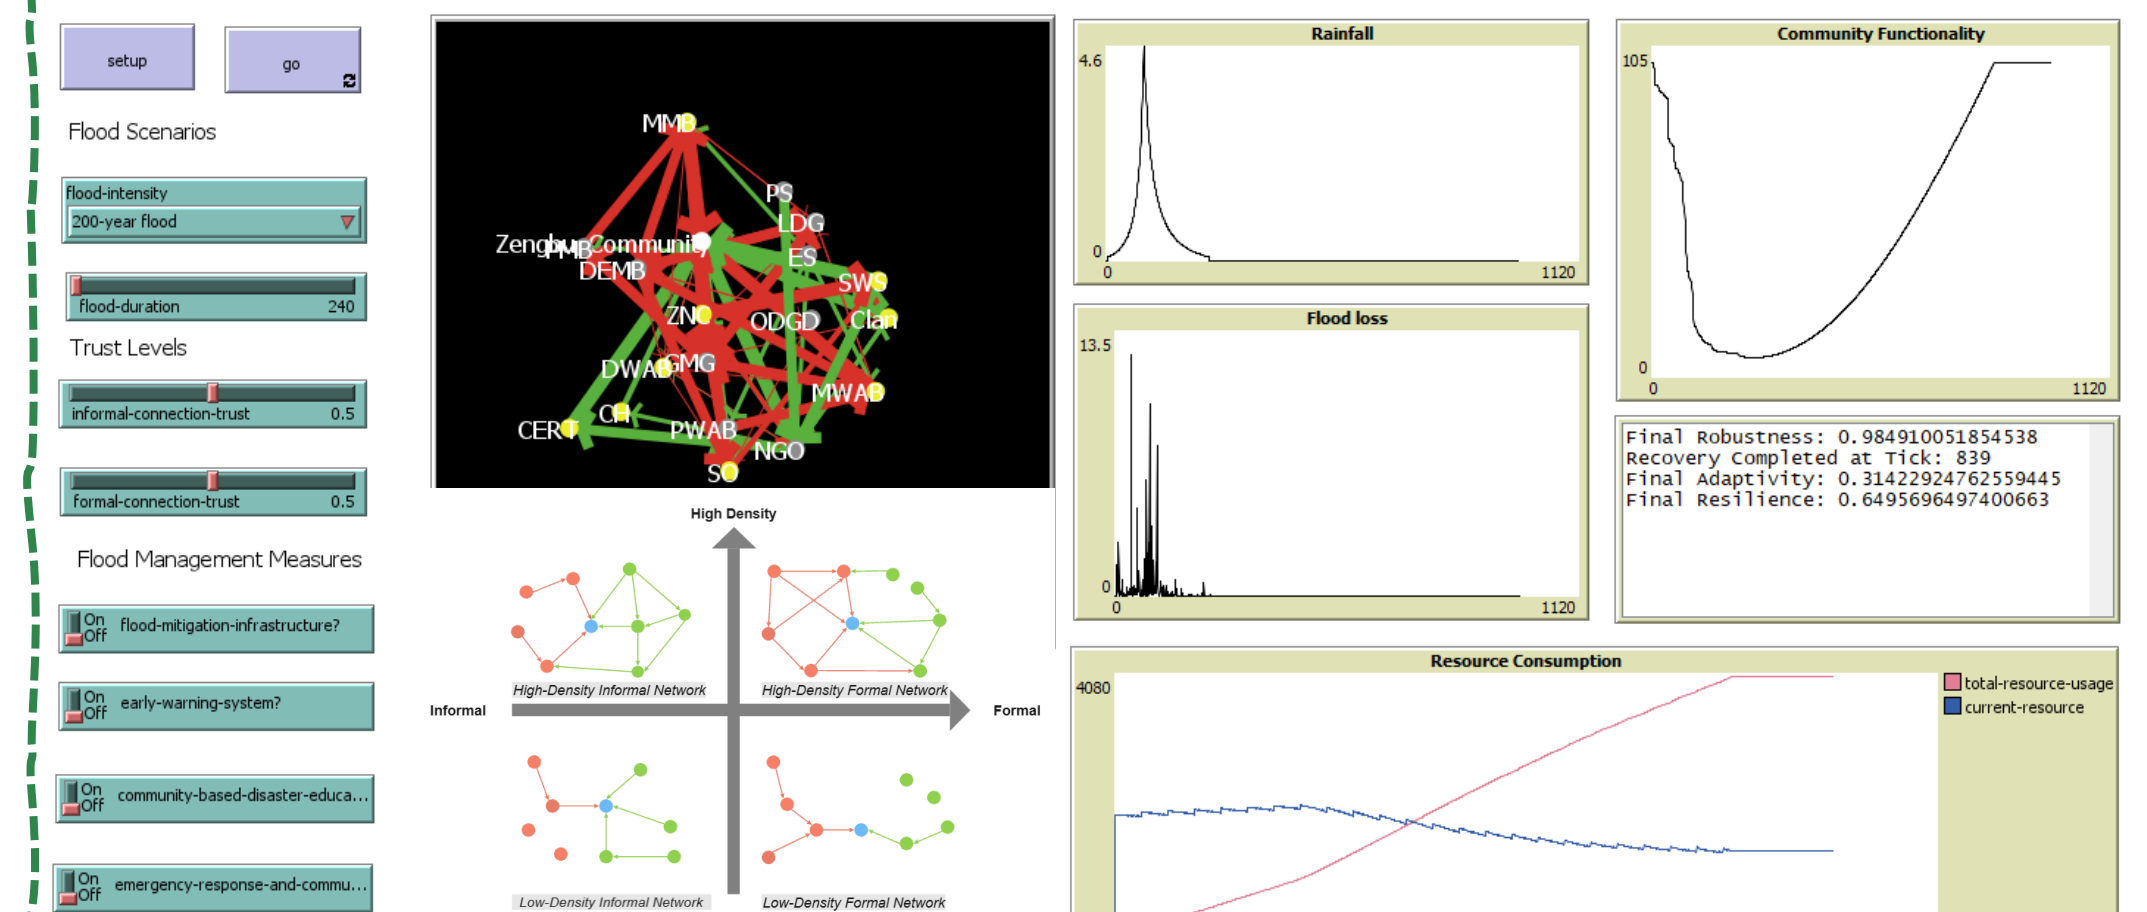 setup
go
Flood Scenarios
flood-intensity
200-year flood
flood-duration 240
Trust Levels
informal-connection-trust 0.5
formal-connection-trust 0.5
Flood Management Measures
On
Off
flood-mitigation-infrastructure?
On
Off
early-warning-system?
On
Off
community-based-disaster-educa...
On
Off
emergency-response-and-commu...
MMB
PS
LDG
Community
ES
DEMB
SWS
ZNC
ODGD
Clan
DWAB
GMG
MWAB
CH
CERT
PWAB
NGO
SO
High Density
High-Density Informal Network
High-Density Formal Network
Informal
Formal
Low-Density Informal Network
Low-Density Formal Network
Rainfall
4.6
0
0
1120
Flood loss
13.5
0
0
1120
Community Functionality
105
0
0
1120
Final Robustness: 0.984910051854538
Recovery Completed at Tick: 839
Final Adaptivity: 0.31422924762559445
Final Resilience: 0.6495696497400663
Resource Consumption
4080
total-resource-usage
current-resource